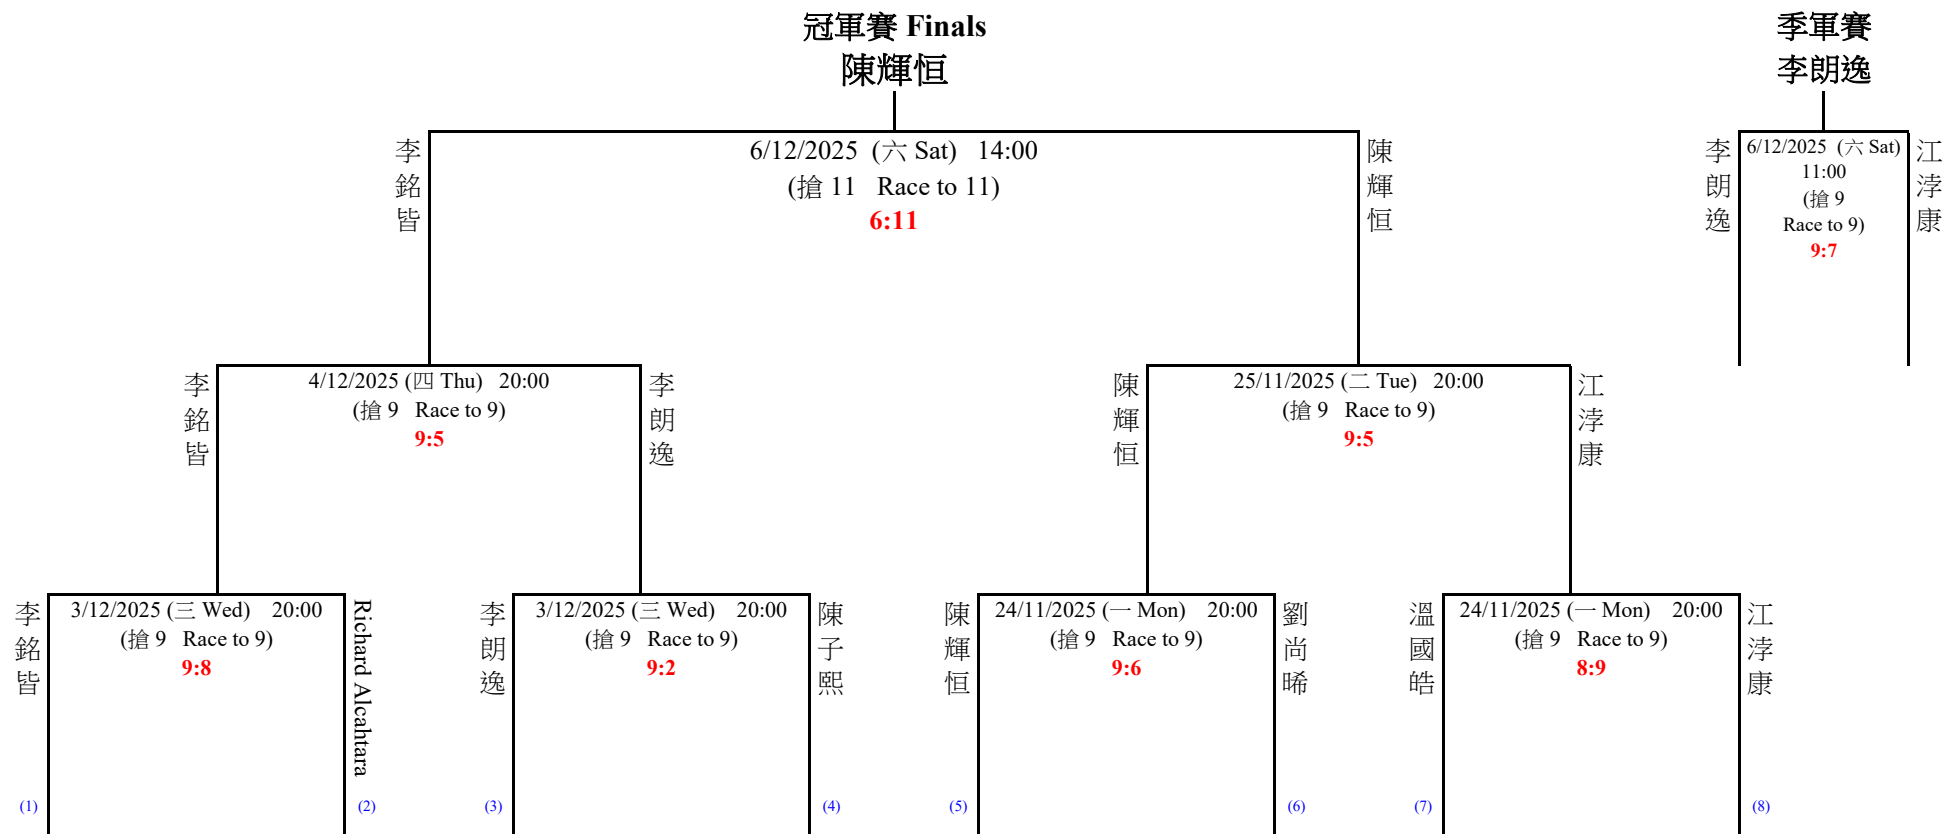 冠軍賽 Finals
陳輝恒
季軍賽
李朗逸
李銘皆
6/12/2025 (六 Sat) 14:00
(搶 11 Race to 11)
6:11
陳輝恒
李朗逸
6/12/2025 (六 Sat)
11:00
(搶 9
Race to 9)
9:7
江浡康
李銘皆
4/12/2025 (四 Thu) 20:00
(搶 9 Race to 9)
9:5
李朗逸
陳輝恒
25/11/2025 (二 Tue) 20:00
(搶 9 Race to 9)
9:5
江浡康
李銘皆
3/12/2025 (三 Wed) 20:00
(搶 9 Race to 9)
9:8
Richard Alcahtara
李朗逸
3/12/2025 (三 Wed) 20:00
(搶 9 Race to 9)
9:2
陳子熙
陳輝恒
24/11/2025 (一 Mon) 20:00
(搶 9 Race to 9)
9:6
劉尚晞
溫國皓
24/11/2025 (一 Mon) 20:00
(搶 9 Race to 9)
8:9
江浡康
(1)
(2)
(3)
(4)
(5)
(6)
(7)
(8)